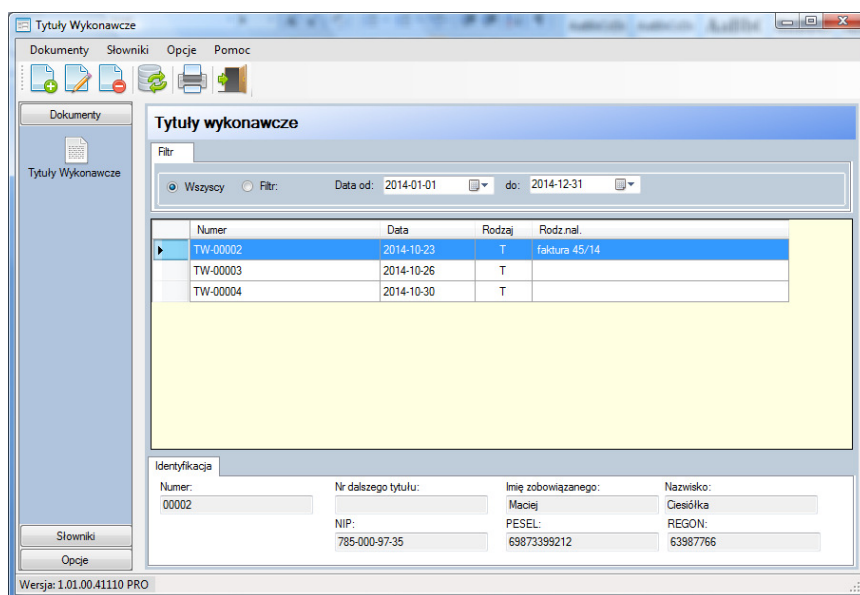 Tytuły Wykonawcze
Dokumenty Słowniki Opcje Pomoc
Dokumenty
Tytuły Wykonawcze
Tytuły wykonawcze
Filtr
Wszyscy Filtr: Data od: 2014-01-01 do: 2014-12-31
Numer Data Rodzaj Rodz.nal.
TW-00002 2014-10-23 T faktura 45/14
TW-00003 2014-10-26 T
TW-00004 2014-10-30 T
Identyfikacja
Numer: Nr dalszego tytułu: Imię zobowiązanego: Nazwisko:
00002 Maciej Ciesiółka
NIP: PESEL: REGON:
785-000-97-35 69873399212 63987766
Słowniki
Opcje
Wersja: 1.01.00.41110 PRO